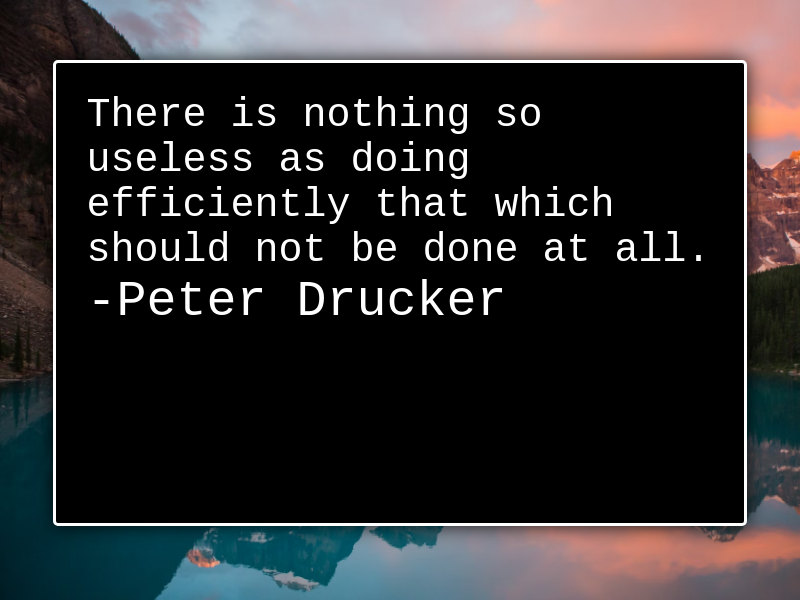 There is nothing so
useless as doing
efficiently that which
should not be done at all.
-Peter Drucker